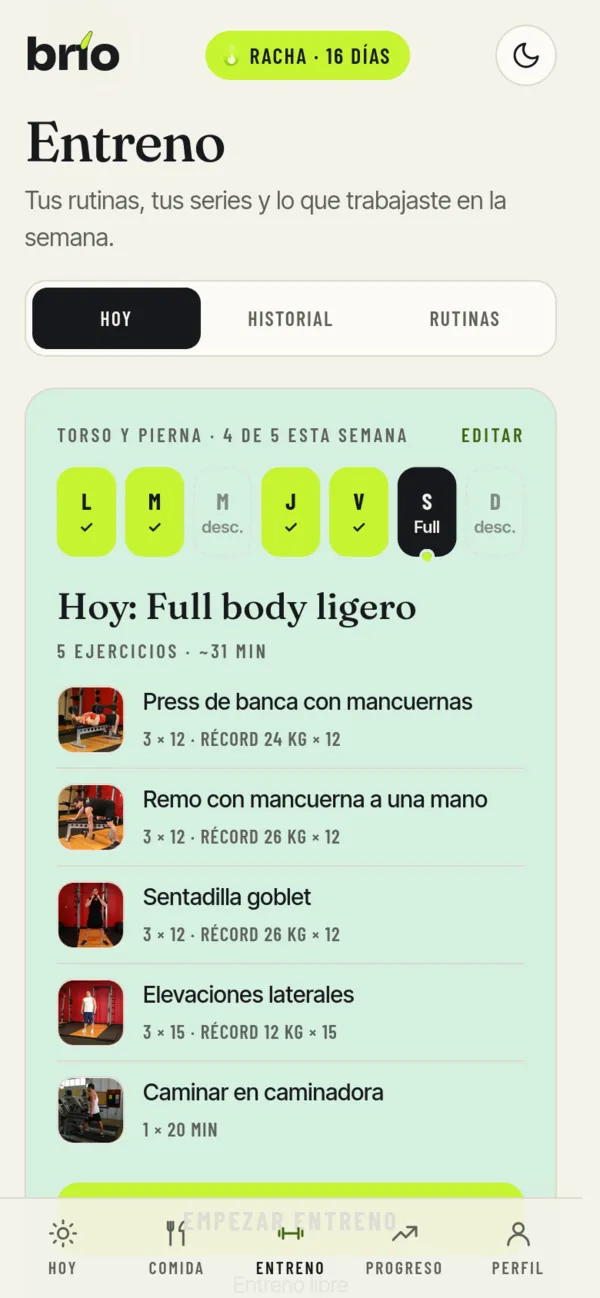 brío
RACHA · 16 DÍAS
Entreno
Tus rutinas, tus series y lo que trabajaste en la
semana.
HOY
HISTORIAL
RUTINAS
TORSO Y PIERNA · 4 DE 5 ESTA SEMANA
EDITAR
L
M
M
desc.
J
V
S
Full
D
desc.
Hoy: Full body ligero
5 EJERCICIOS · ~31 MIN
Press de banca con mancuernas
3 × 12 · RÉCORD 24 KG × 12
Remo con mancuerna a una mano
3 × 12 · RÉCORD 26 KG × 12
Sentadilla goblet
3 × 12 · RÉCORD 26 KG × 12
Elevaciones laterales
3 × 15 · RÉCORD 12 KG × 15
Caminar en caminadora
1 × 20 MIN
EMPEZAR ENTRENO
HOY
COMIDA
ENTRENO
PROGRESO
PERFIL
Entreno libre